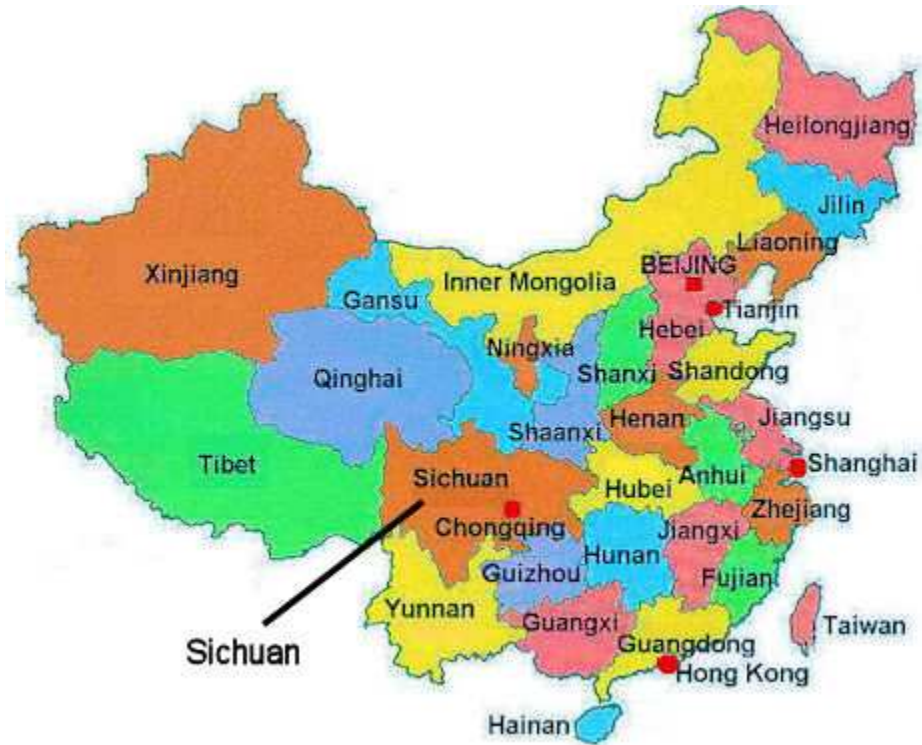 Heilongjiang
Jilin
Liaoning
Xinjiang
BEIJING
Inner Mongolia
Gansu
Tianjin
Hebei
Ningxia
Shanxi
Shandong
Qinghai
Henan
Jiangsu
Shaanxi
Tibet
Sichuan
Anhui
Shanghai
Hubei
Zhejiang
Chongqing
Jiangxi
Hunan
Guizhou
Fujian
Yunnan
Guangxi
Taiwan
Guangdong
Sichuan
Hong Kong
Hainan